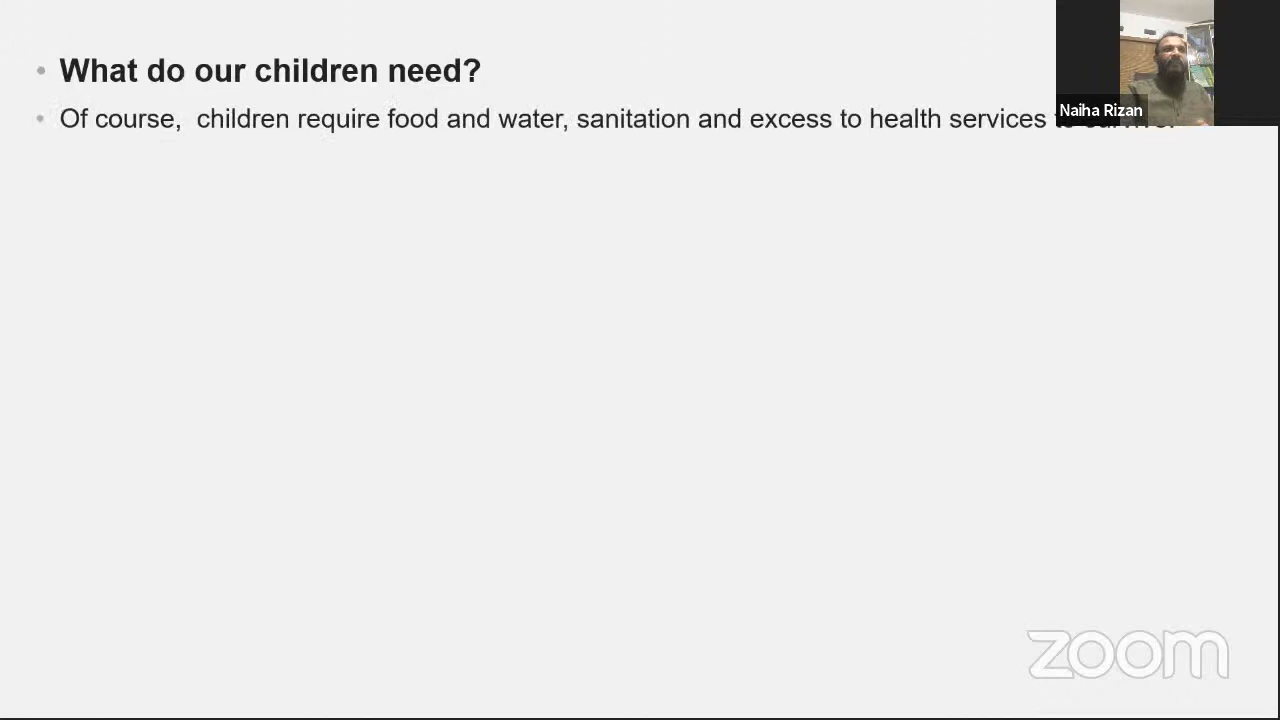 What do our children need?
Of course, children require food and water, sanitation and excess to health services
Naiha Rizan
zoom